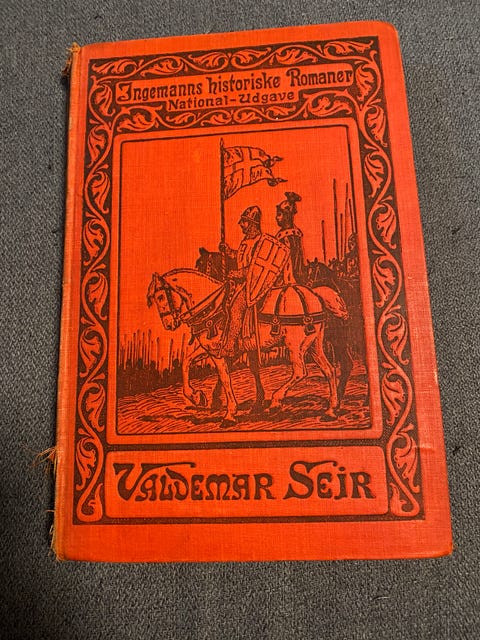 Ingemanns historiske Romaner
National-Udgave
VALDEMAR SEIR